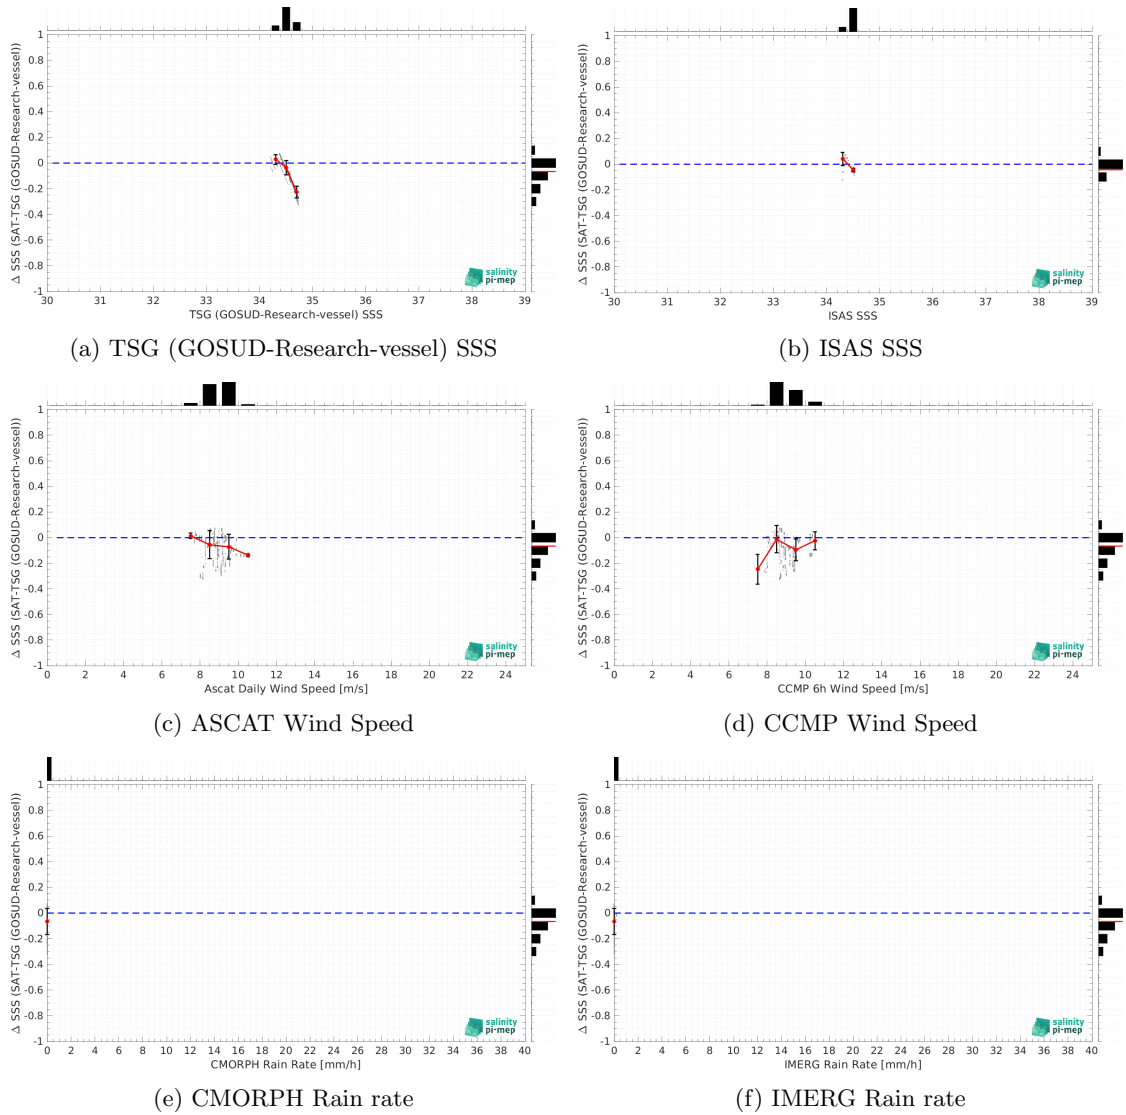 Δ SSS (SAT-TSG (GOSUD-Research-vessel))
1
0.8
0.6
0.4
0.2
0
-0.2
-0.4
-0.6
-0.8
-1
30 31 32 33 34 35 36 37 38 39
TSG (GOSUD-Research-vessel) SSS
salinity
pi-mep
(a) TSG (GOSUD-Research-vessel) SSS
Δ SSS (SAT-TSG (GOSUD-Research-vessel))
1
0.8
0.6
0.4
0.2
0
-0.2
-0.4
-0.6
-0.8
-1
30 31 32 33 34 35 36 37 38 39
ISAS SSS
salinity
pi-mep
(b) ISAS SSS
Δ SSS (SAT-TSG (GOSUD-Research-vessel))
1
0.8
0.6
0.4
0.2
0
-0.2
-0.4
-0.6
-0.8
-1
0 2 4 6 8 10 12 14 16 18 20 22 24
Ascat Daily Wind Speed [m/s]
salinity
pi-mep
(c) ASCAT Wind Speed
Δ SSS (SAT-TSG (GOSUD-Research-vessel))
1
0.8
0.6
0.4
0.2
0
-0.2
-0.4
-0.6
-0.8
-1
0 2 4 6 8 10 12 14 16 18 20 22 24
CCMP 6h Wind Speed [m/s]
salinity
pi-mep
(d) CCMP Wind Speed
Δ SSS (SAT-TSG (GOSUD-Research-vessel))
1
0.8
0.6
0.4
0.2
0
-0.2
-0.4
-0.6
-0.8
-1
0 2 4 6 8 10 12 14 16 18 20 22 24 26 28 30 32 34 36 38 40
CMORPH Rain Rate [mm/h]
salinity
pi-mep
(e) CMORPH Rain rate
Δ SSS (SAT-TSG (GOSUD-Research-vessel))
1
0.8
0.6
0.4
0.2
0
-0.2
-0.4
-0.6
-0.8
-1
0 2 4 6 8 10 12 14 16 18 20 22 24 26 28 30 32 34 36 38 40
IMERG Rain Rate [mm/h]
salinity
pi-mep
(f) IMERG Rain rate